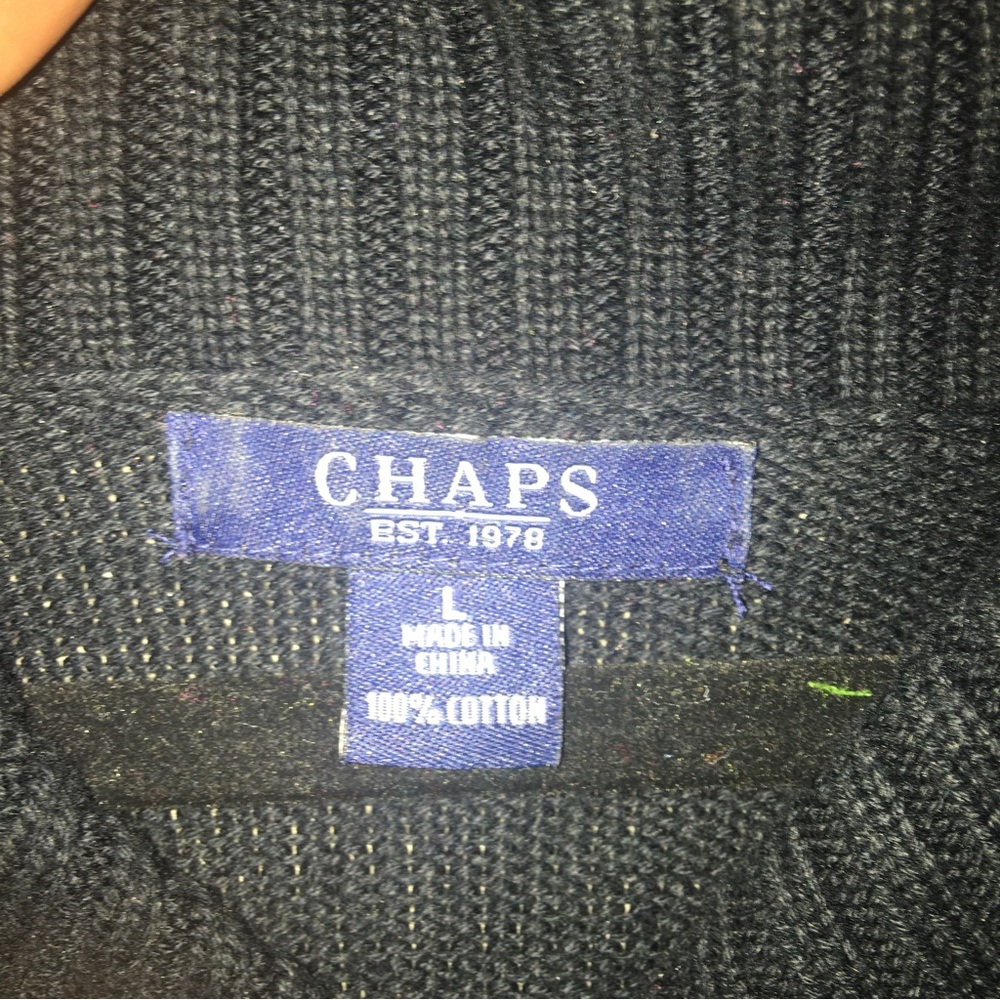 CHAPS
EST. 1978
L
MADE IN
CHINA
100% COTTON